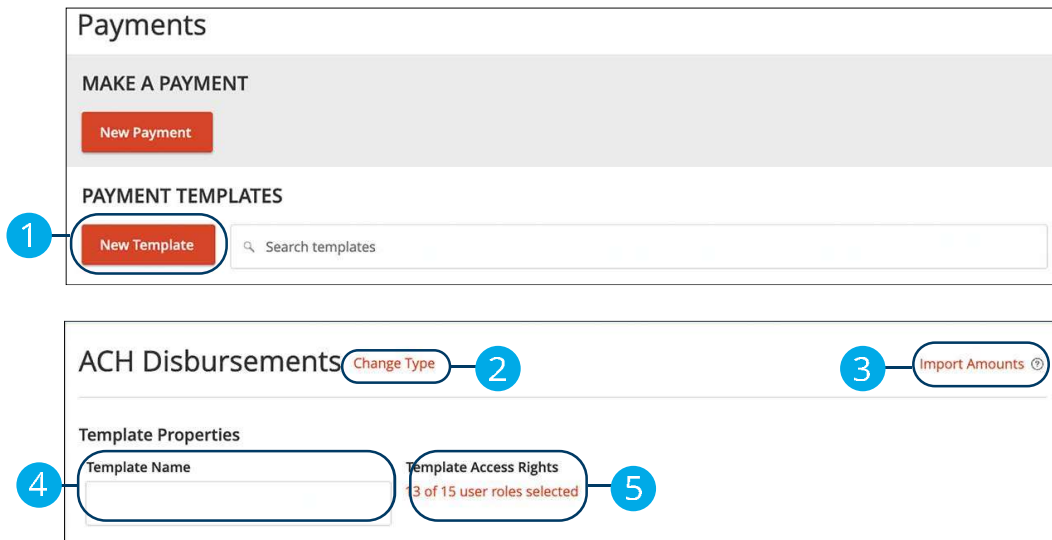 Payments
MAKE A PAYMENT
New Payment
PAYMENT TEMPLATES
1
New Template
Search templates
ACH Disbursements Change Type 2 3 Import Amounts ?
Template Properties
Template Name Template Access Rights
4 13 of 15 user roles selected 5